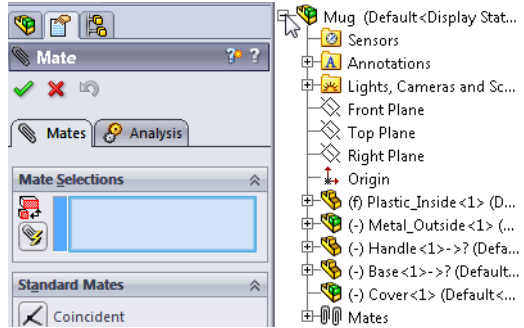 Mate
? ?
Mates
Analysis
Mate Selections
Standard Mates
Coincident
Mug (Default<Display Stat...
Sensors
A Annotations
Lights, Cameras and Sc...
Front Plane
Top Plane
Right Plane
Origin
(f) Plastic_Inside<1> (D...
(-) Metal_Outside<1> (...
(-) Handle<1>->? (Defa...
(-) Base<1>->? (Default...
(-) Cover<1> (Default<...
Mates